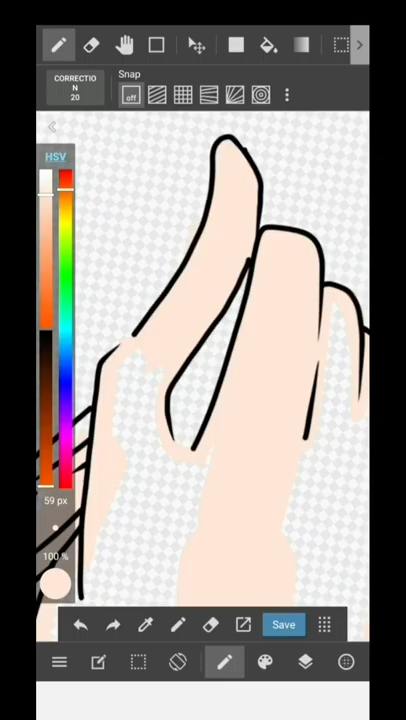 CORRECTIO
N
20
Snap
off
HSV
59 px
100 %
Save